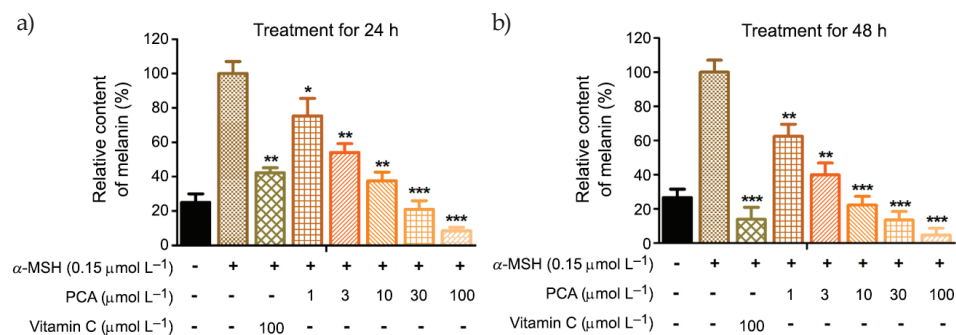 a)
Treatment for 24 h
Relative content
of melanin (%)
120
100
80
60
40
20
0
**
*
**
**
***
***
α-MSH (0.15 μmol L⁻¹) - + + + + + + +
PCA (μmol L⁻¹) - - - 1 3 10 30 100
Vitamin C (μmol L⁻¹) - - 100 - - - - -
b)
Treatment for 48 h
Relative content
of melanin (%)
120
100
80
60
40
20
0
***
**
**
***
***
***
α-MSH (0.15 μmol L⁻¹) - + + + + + + +
PCA (μmol L⁻¹) - - - 1 3 10 30 100
Vitamin C (μmol L⁻¹) - - 100 - - - - -